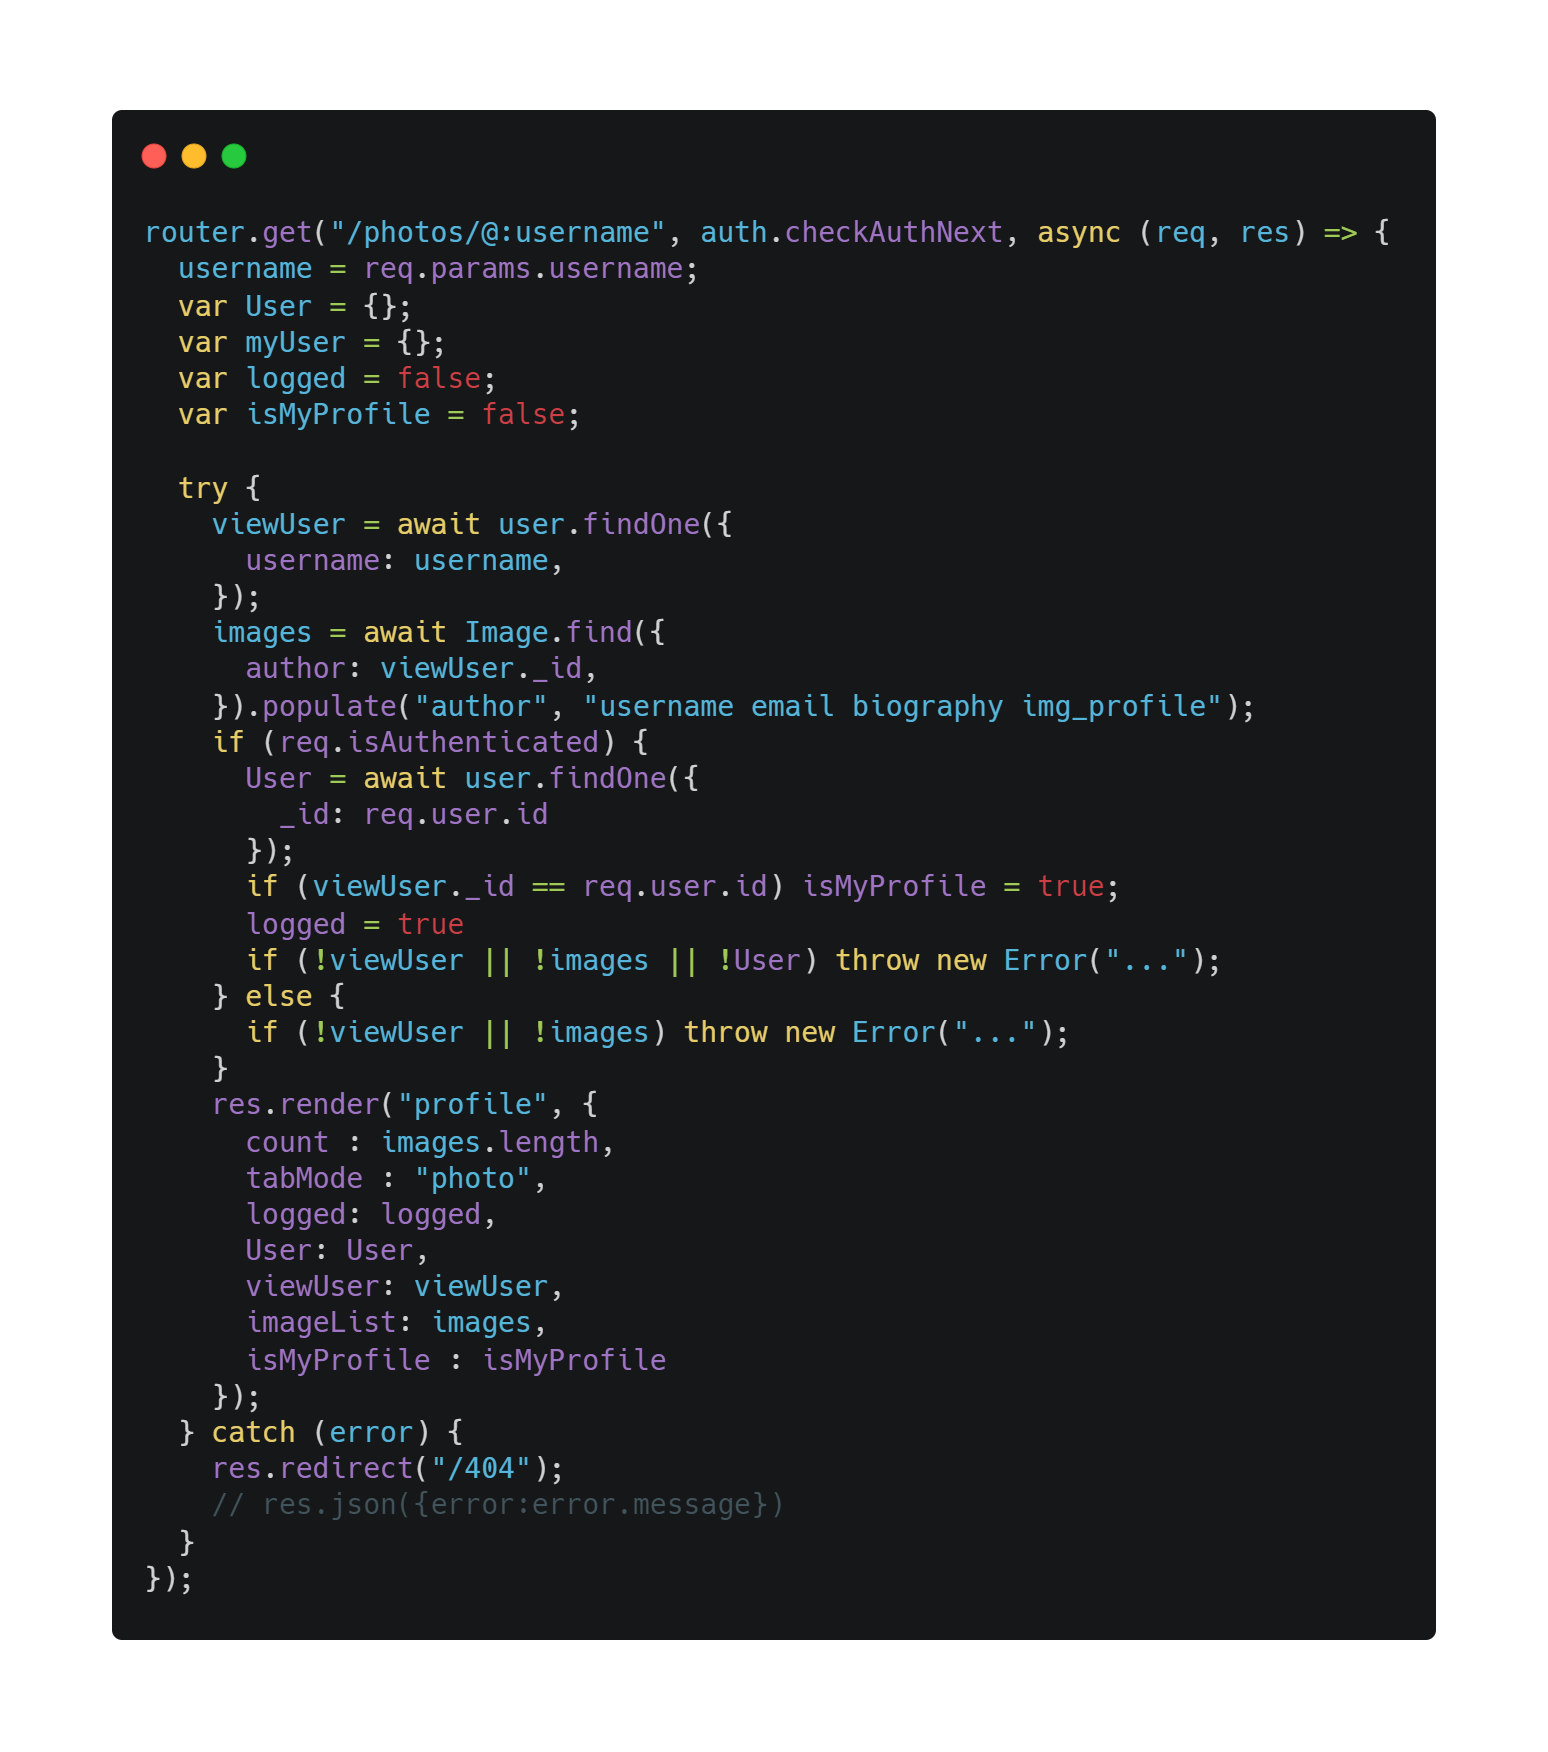 router.get("/photos/@:username", auth.checkAuthNext, async (req, res) => {
  username = req.params.username;
  var User = {};
  var myUser = {};
  var logged = false;
  var isMyProfile = false;

  try {
    viewUser = await user.findOne({
      username: username,
    });
    images = await Image.find({
      author: viewUser._id,
    }).populate("author", "username email biography img_profile");
    if (req.isAuthenticated) {
      User = await user.findOne({
        _id: req.user.id
      });
      if (viewUser._id == req.user.id) isMyProfile = true;
      logged = true
      if (!viewUser || !images || !User) throw new Error("...");
    } else {
      if (!viewUser || !images) throw new Error("...");
    }
    res.render("profile", {
      count : images.length,
      tabMode : "photo",
      logged: logged,
      User: User,
      viewUser: viewUser,
      imageList: images,
      isMyProfile : isMyProfile
    });
  } catch (error) {
    res.redirect("/404");
    // res.json({error:error.message})
  }
});